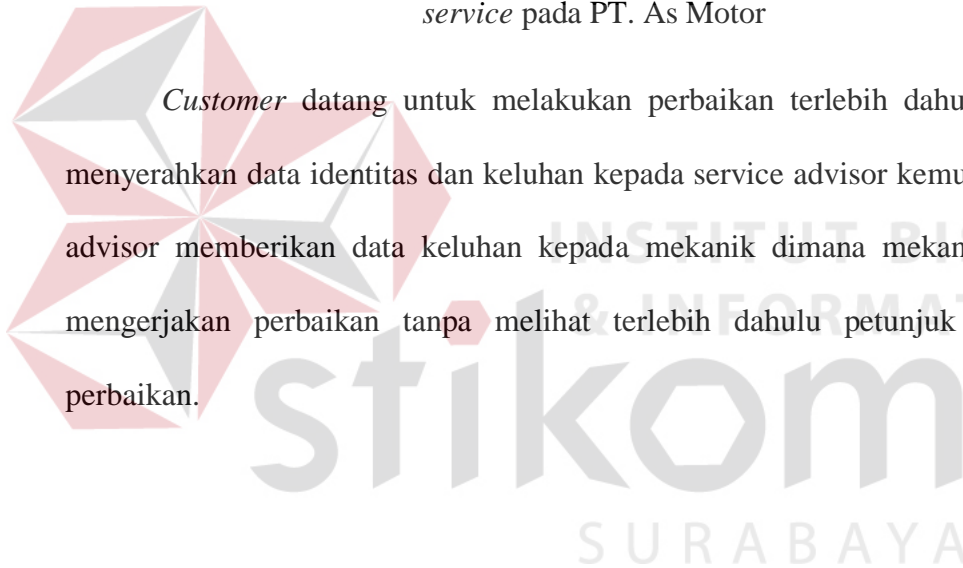 service pada PT. As Motor
Customer datang untuk melakukan perbaikan terlebih dahu
menyerahkan data identitas dan keluhan kepada service advisor kemu
advisor memberikan data keluhan kepada mekanik dimana mekan
mengerjakan perbaikan tanpa melihat terlebih dahulu petunjuk
perbaikan.
INSTITUT BIS
& INFORMAT
stikom
SURABAYA